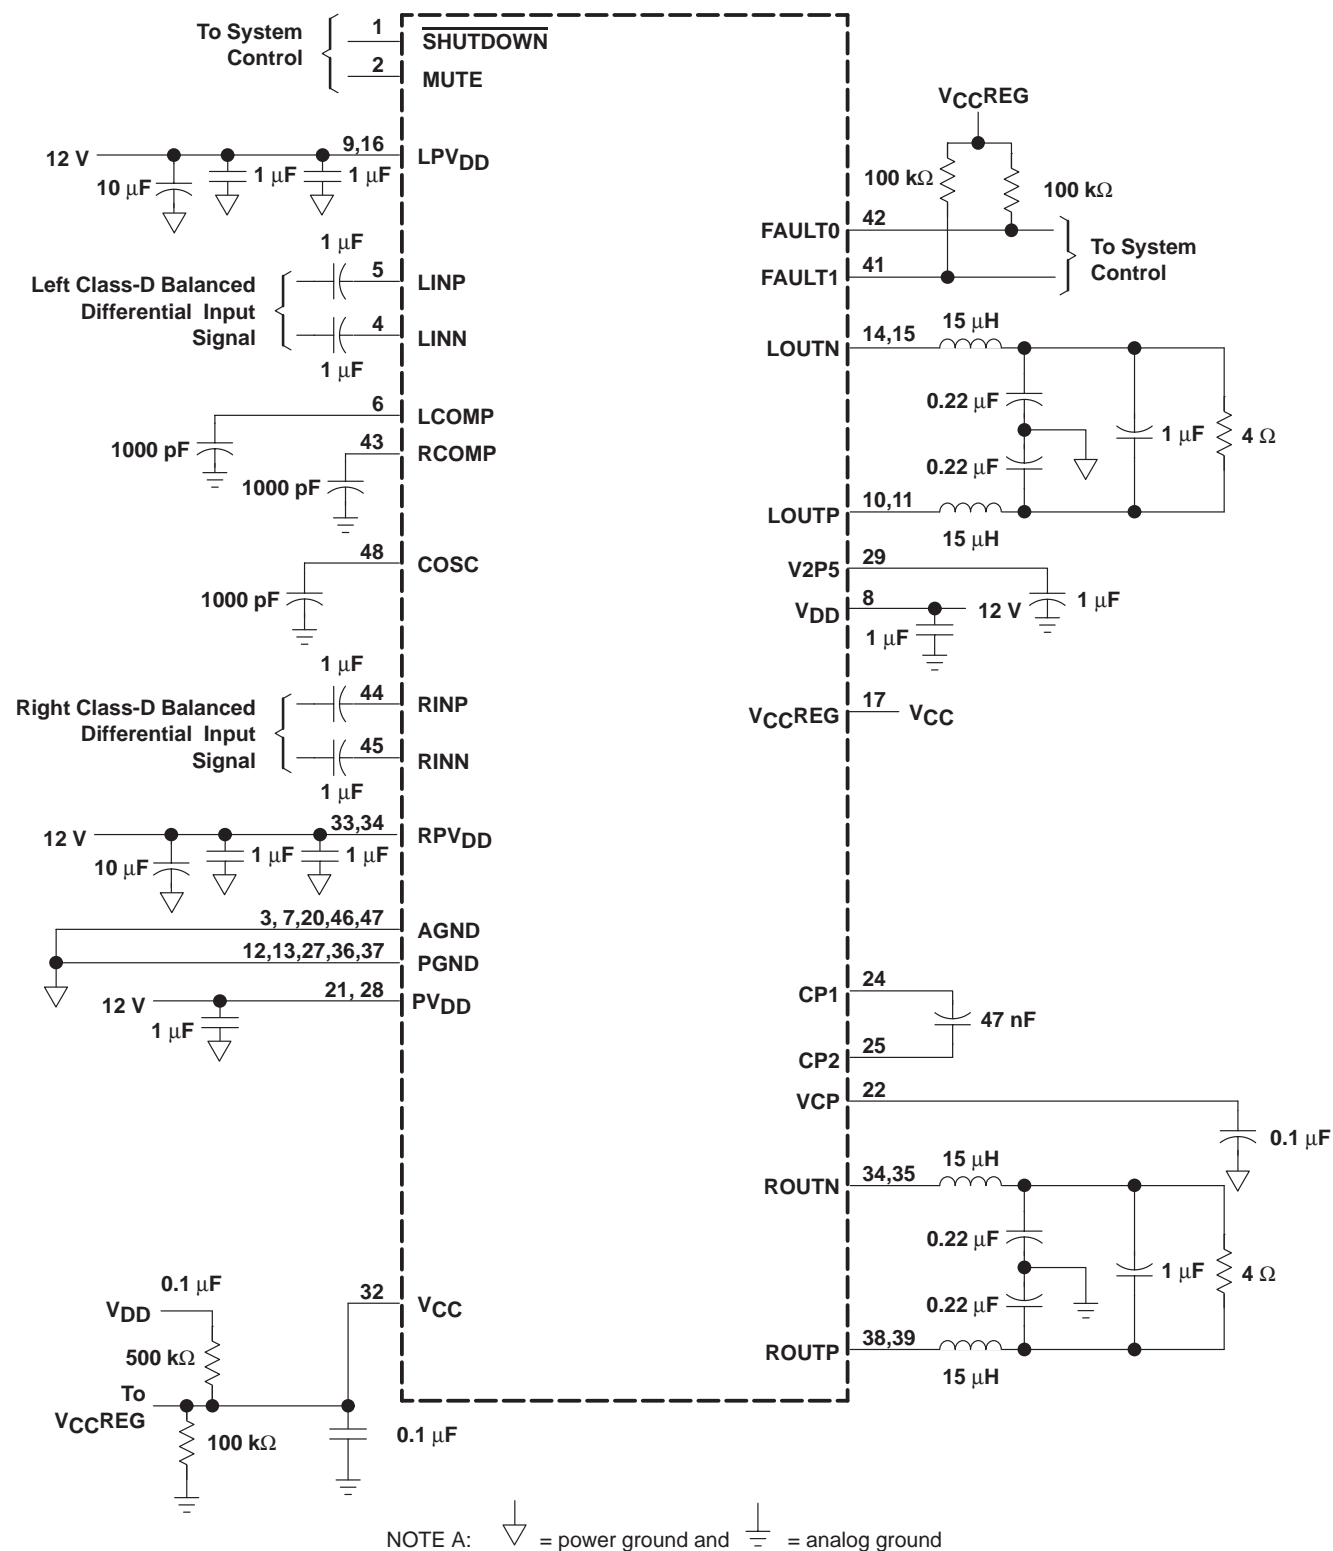 To System
Control
1
SHUTDOWN
2
MUTE
12 V
9,16
LPVDD
10 μF
1 μF
1 μF
Left Class-D Balanced
Differential Input
Signal
1 μF
5
LINP
4
LINN
1 μF
6
LCOMP
1000 pF
43
RCOMP
1000 pF
48
COSC
1000 pF
Right Class-D Balanced
Differential Input
Signal
1 μF
44
RINP
45
RINN
1 μF
12 V
33,34
RPVDD
10 μF
1 μF
1 μF
3, 7,20,46,47
AGND
12,13,27,36,37
PGND
12 V
21, 28
PVDD
1 μF
32
VCC
0.1 μF
VDD
500 kΩ
To
VCCREG
100 kΩ
0.1 μF
VCCREG
100 kΩ
100 kΩ
FAULT0
42
FAULT1
41
To System
Control
LOUTN
14,15
15 μH
0.22 μF
0.22 μF
1 μF
4 Ω
LOUTP
10,11
15 μH
V2P5
29
1 μF
VDD
8
12 V
1 μF
VCCREG
17
VCC
CP1
24
47 nF
CP2
25
VCP
22
0.1 μF
ROUTN
34,35
15 μH
0.22 μF
0.22 μF
1 μF
4 Ω
ROUTP
38,39
15 μH
NOTE A: = power ground and = analog ground